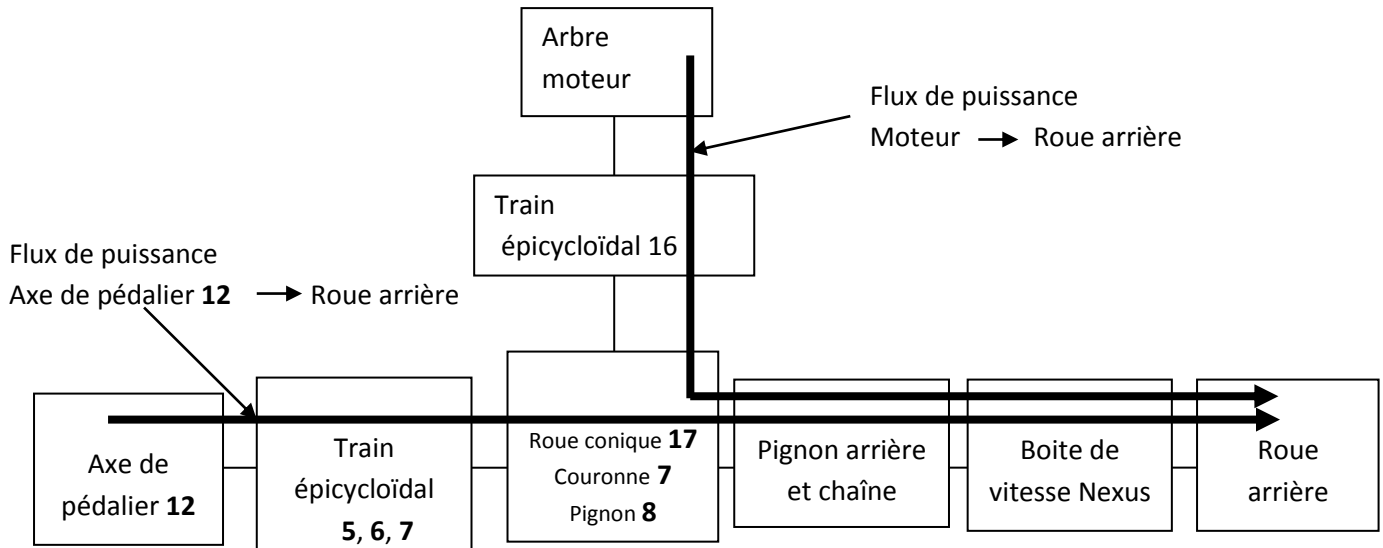 Arbre
moteur
Flux de puissance
Moteur Roue arrière
Train
épicycloïdal 16
Flux de puissance
Axe de pédalier 12 Roue arrière
Axe de
pédalier 12
Train
épicycloïdal
5, 6, 7
Roue conique 17
Couronne 7
Pignon 8
Pignon arrière
et chaîne
Boite de
vitesse Nexus
Roue
arrière